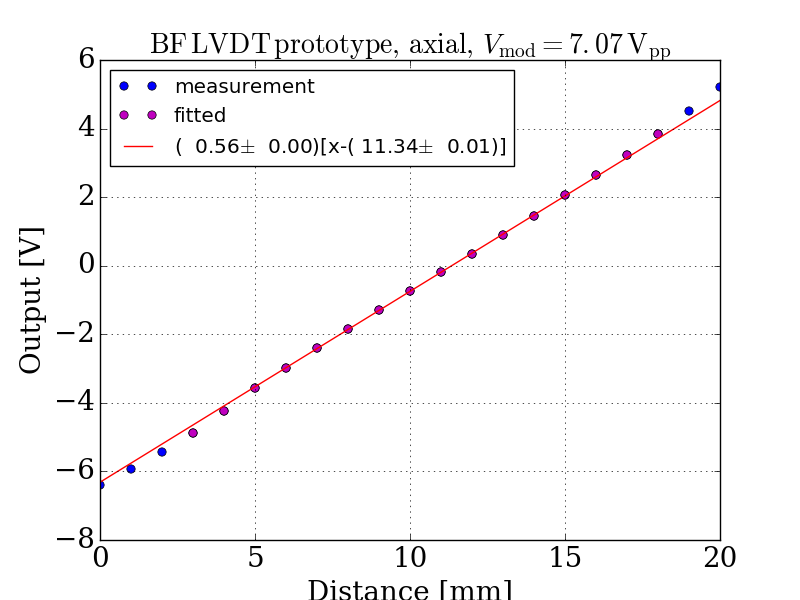 BF LVDT prototype, axial, V_mod = 7.07 V_pp
measurement
fitted
( 0.56± 0.00)[x-( 11.34± 0.01)]
Output [V]
6
4
2
0
−2
−4
−6
−8
0 5 10 15 20
Distance [mm]